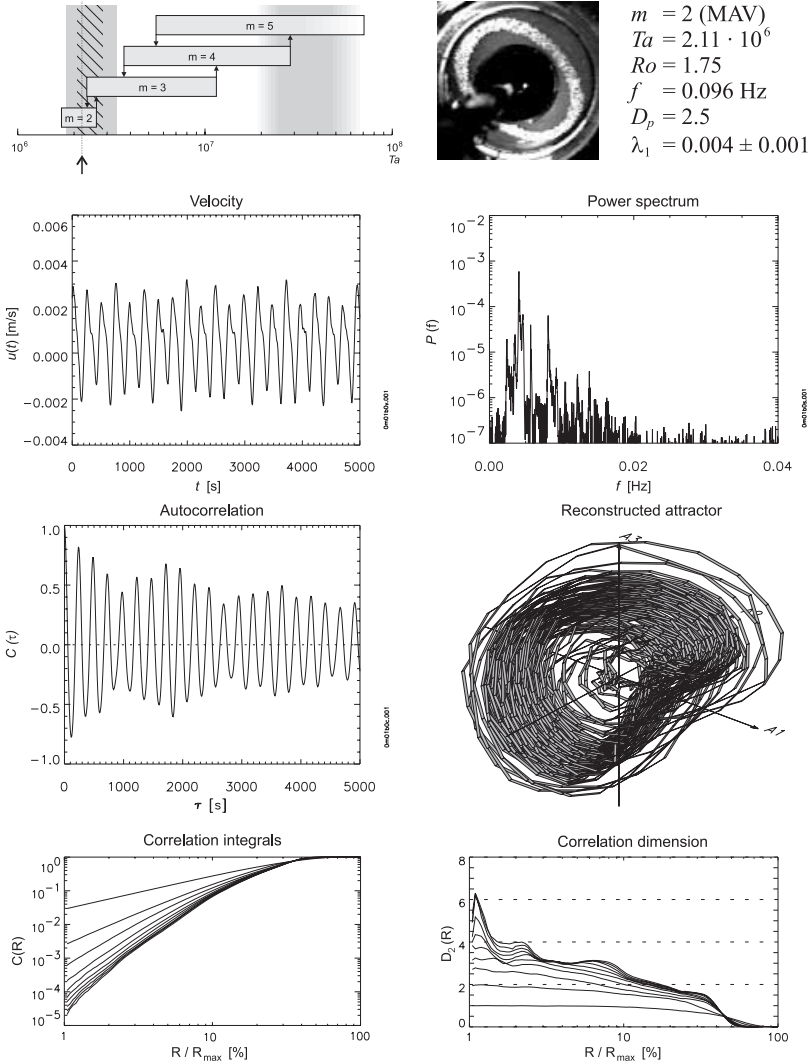 m = 5
m = 4
m = 3
m = 2
10^6
10^7
10^8
Ta
m = 2 (MAV)
Ta = 2.11 · 10^6
Ro = 1.75
f = 0.096 Hz
D_p = 2.5
λ_1 = 0.004 ± 0.001
Velocity
0.006
0.004
0.002
0.000
−0.002
−0.004
u(t) [m/s]
0 1000 2000 3000 4000 5000
t [s]
0m01b0s.001
Power spectrum
10^−2
10^−3
10^−4
10^−5
10^−6
10^−7
P (f)
0.00 0.02 0.04
f [Hz]
0m01b0s.001
Autocorrelation
1.0
0.5
0.0
−0.5
−1.0
C (τ)
0 1000 2000 3000 4000 5000
τ [s]
0m01b0c.001
Reconstructed attractor
A3
A1
Correlation integrals
10^0
10^−1
10^−2
10^−3
10^−4
10^−5
C(R)
1 10 100
R / R_max [%]
Correlation dimension
8
6
4
2
0
D_2 (R)
1 10 100
R / R_max [%]